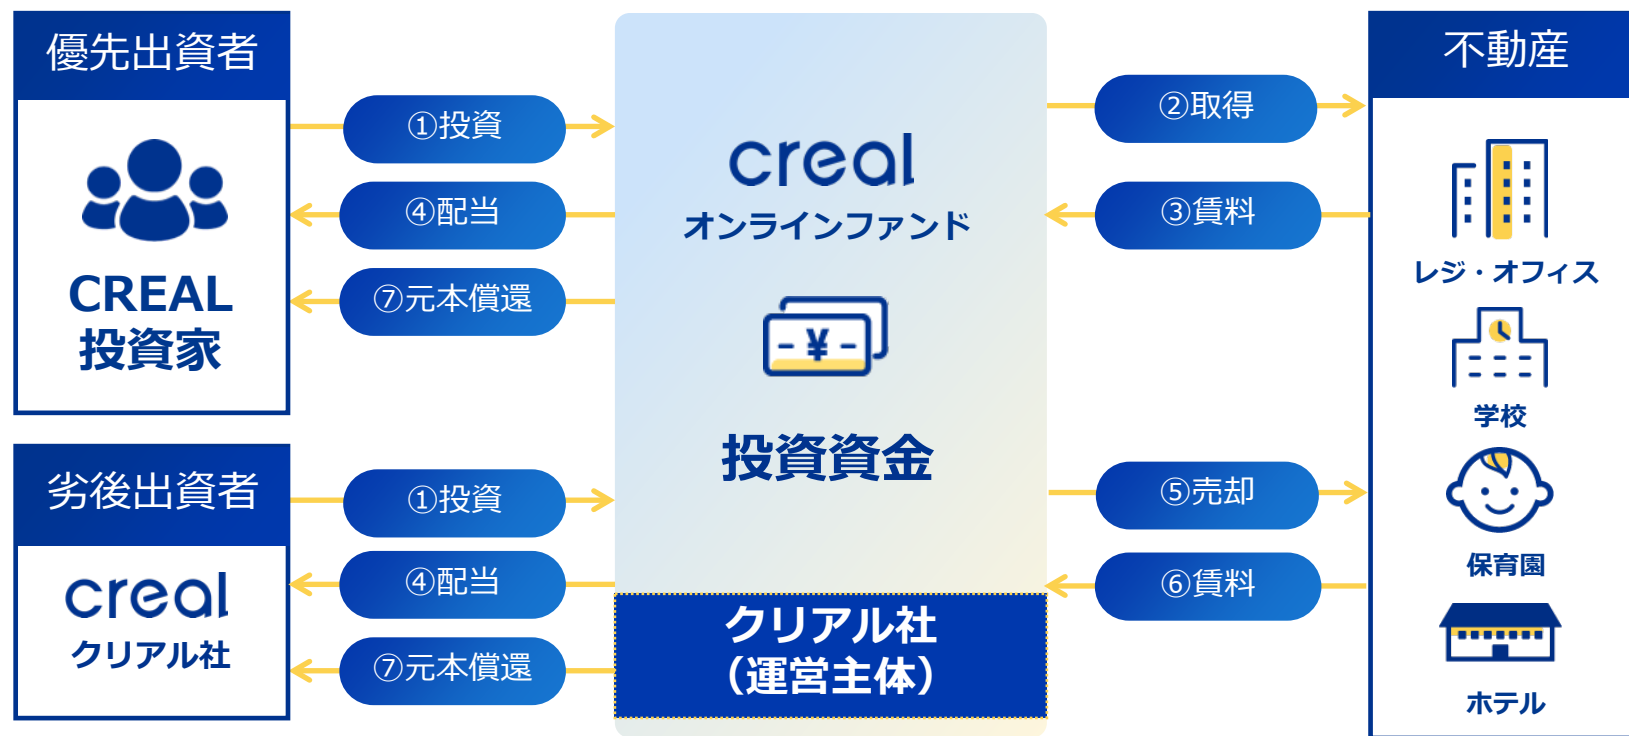 優先出資者
CREAL
投資家
①投資
④配当
⑦元本償還
劣後出資者
creal
クリアル社
①投資
④配当
⑦元本償還
creal
オンラインファンド
¥
投資資金
クリアル社
（運営主体）
②取得
③賃料
⑤売却
⑥賃料
不動産
レジ・オフィス
学校
保育園
ホテル